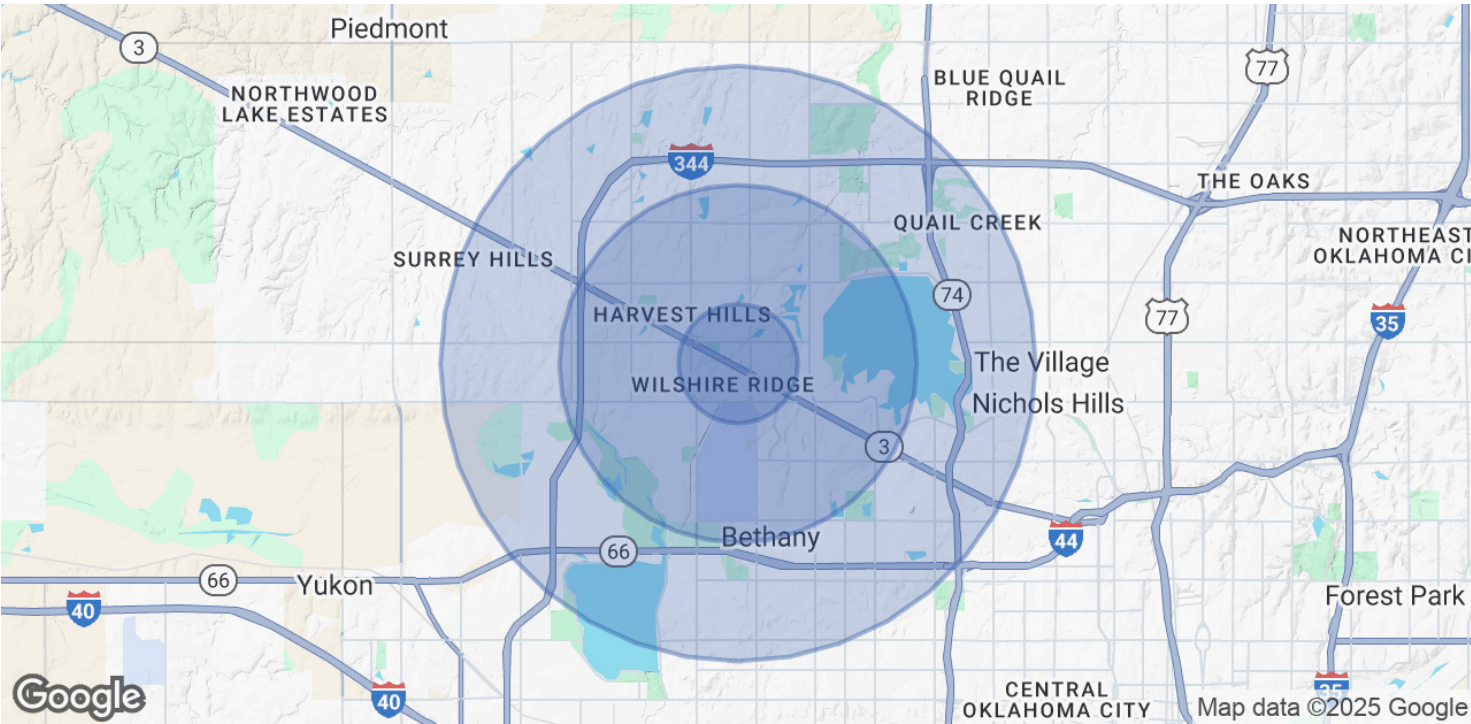 Piedmont
3
77
BLUE QUAIL
RIDGE
NORTHWOOD
LAKE ESTATES
344
THE OAKS
QUAIL CREEK
NORTHEAST
OKLAHOMA CI
SURREY HILLS
74
HARVEST HILLS
77
35
The Village
WILSHIRE RIDGE
Nichols Hills
3
Bethany
44
66
66
Yukon
40
Forest Park
40
35
CENTRAL
OKLAHOMA CITY
Google
Map data ©2025 Google